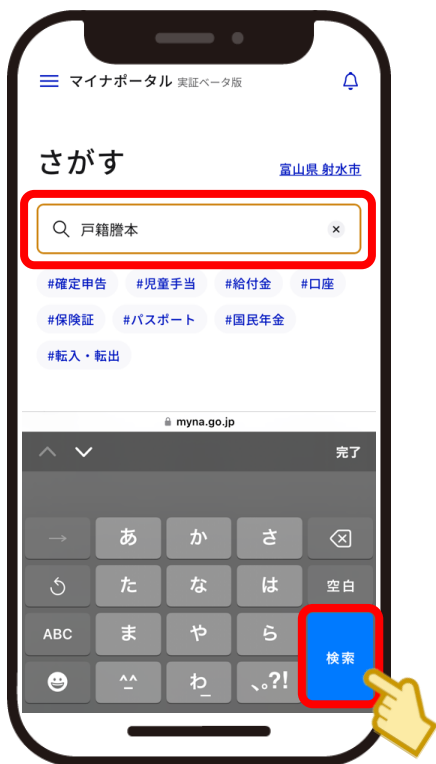 マイナポータル 実証ベータ版
さがす
富山県 射水市
戸籍謄本
#確定申告 #児童手当 #給付金 #口座
#保険証 #パスポート #国民年金
#転入・転出
myna.go.jp
完了
→ あ か さ
た な は 空白
ABC ま や ら 検索
^^ わ_ 、。?!